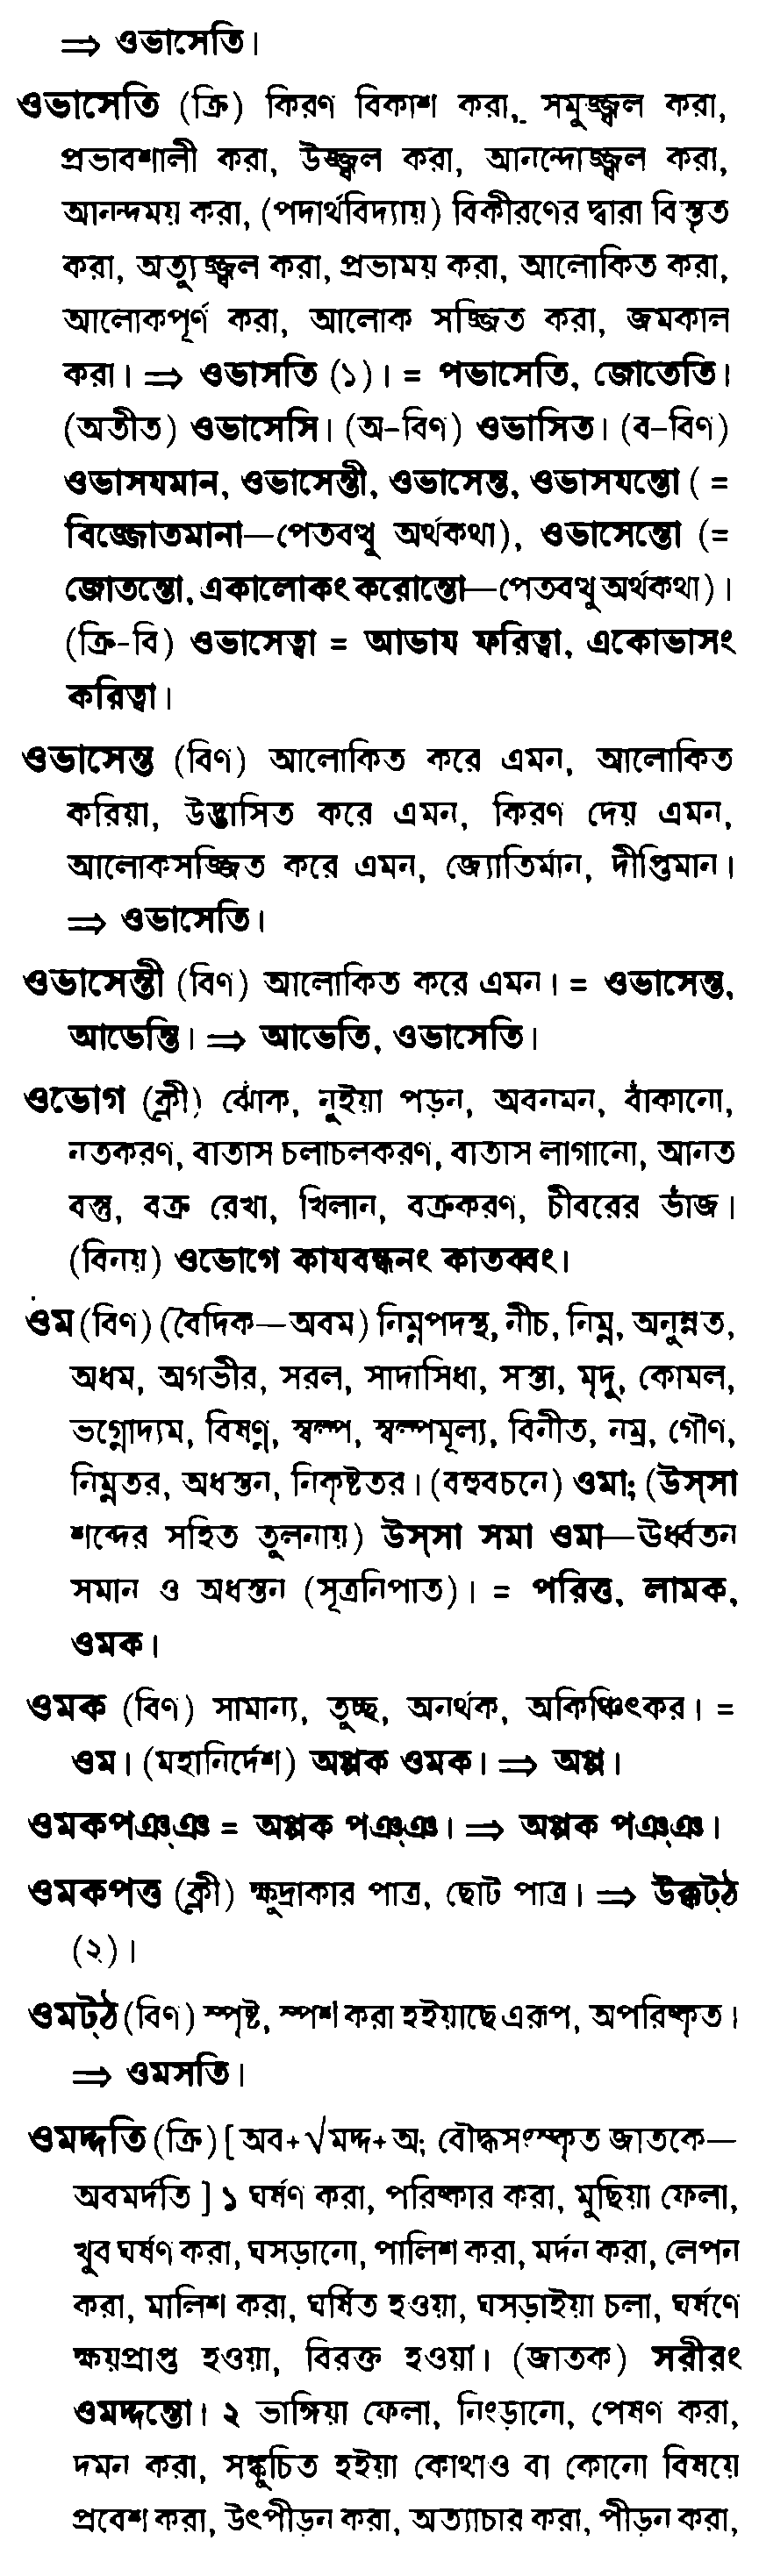 ⇒ ওভাসেতি।
ওভাসেতি (ক্রি) কিরণ বিকাশ করা, সমুজ্জ্বল করা,
প্রভাবশালী করা, উজ্জ্বল করা, আনন্দোজ্জ্বল করা,
আনন্দময় করা, (পদার্থবিদ্যায়) বিকীরণের দ্বারা বিস্তৃত
করা, অত্যুজ্জ্বল করা, প্রভাময় করা, আলোকিত করা,
আলোকপূর্ণ করা, আলোক সজ্জিত করা, জমকাল
করা। ⇒ ওভাসতি (১)। = পভাসেতি, জোতেতি।
(অতীত) ওভাসেসি। (অ-বিণ) ওভাসিত। (ব-বিণ)
ওভাসযমান, ওভাসেন্তী, ওভাসেন্ত, ওভাসযন্তো ( =
বিজ্জোতমানা—পেতবত্থু অর্থকথা), ওভাসেন্তো (=
জোতন্তো, একালোকং করোন্তো—পেতবত্থু অর্থকথা)।
(ক্রি-বি) ওভাসেত্বা = আভায ফরিত্বা, একোভাসং
করিত্বা।
ওভাসেন্ত (বিণ) আলোকিত করে এমন, আলোকিত
করিয়া, উদ্ভাসিত করে এমন, কিরণ দেয় এমন,
আলোকসজ্জিত করে এমন, জ্যোতির্মান, দীপ্তিমান।
⇒ ওভাসেতি।
ওভাসেন্তী (বিণ) আলোকিত করে এমন। = ওভাসেন্ত,
আভেন্তি। ⇒ আভেতি, ওভাসেতি।
ওভোগ (ক্লী) ঝোঁক, নুইয়া পড়ন, অবনমন, বাঁকানো,
নতকরণ, বাতাস চলাচলকরণ, বাতাস লাগানো, আনত
বস্তু, বক্র রেখা, খিলান, বক্রকরণ, চীবরের ভাঁজ।
(বিনয়) ওভোগে কাযবন্ধনং কাতব্বং।
ওম (বিণ) (বৈদিক—অবম) নিম্নপদস্থ, নীচ, নিম্ন, অনুন্নত,
অধম, অগভীর, সরল, সাদাসিধা, সস্তা, মৃদু, কোমল,
ভগ্নোদ্যম, বিষণ্ণ, স্বল্প, স্বল্পমূল্য, বিনীত, নম্র, গৌণ,
নিম্নতর, অধস্তন, নিকৃষ্টতর। (বহুবচনে) ওমা; (উস্সা
শব্দের সহিত তুলনায়) উস্সা সমা ওমা—ঊর্ধ্বতন
সমান ও অধস্তন (সূত্রনিপাত)। = পরিত্ত, লামক,
ওমক।
ওমক (বিণ) সামান্য, তুচ্ছ, অনর্থক, অকিঞ্চিৎকর। =
ওম। (মহানির্দেশ) অপ্পক ওমক। ⇒ অপ্প।
ওমকপঞ্ঞ = অপ্পক পঞ্ঞ। ⇒ অপ্পক পঞ্ঞ।
ওমকপত্ত (ক্লী) ক্ষুদ্রাকার পাত্র, ছোট পাত্র। ⇒ উক্কট্ঠ
(২)।
ওমট্ঠ (বিণ) স্পৃষ্ট, স্পর্শ করা হইয়াছে এরূপ, অপরিষ্কৃত।
⇒ ওমসতি।
ওমদ্দতি (ক্রি) [ অব+√মদ্দ+অ; বৌদ্ধসংস্কৃত জাতকে—
অবমর্দতি ] ১ ঘর্ষণ করা, পরিষ্কার করা, মুছিয়া ফেলা,
খুব ঘর্ষণ করা, ঘসড়ানো, পালিশ করা, মর্দন করা, লেপন
করা, মালিশ করা, ঘর্ষিত হওয়া, ঘসড়াইয়া চলা, ঘর্ষণে
ক্ষয়প্রাপ্ত হওয়া, বিরক্ত হওয়া। (জাতক) সরীরং
ওমদ্দন্তো। ২ ভাঙ্গিয়া ফেলা, নিংড়ানো, পেষণ করা,
দমন করা, সঙ্কুচিত হইয়া কোথাও বা কোনো বিষয়ে
প্রবেশ করা, উৎপীড়ন করা, অত্যাচার করা, পীড়ন করা,